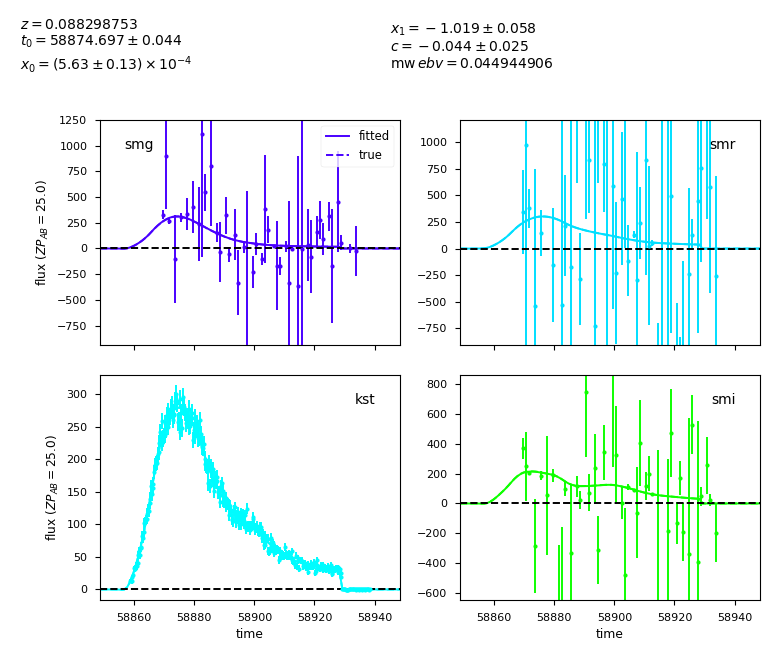 z = 0.088298753
t0 = 58874.697 ± 0.044
x0 = (5.63 ± 0.13) × 10^−4
x1 = −1.019 ± 0.058
c = −0.044 ± 0.025
mw ebv = 0.044944906
smg
fitted
true
1250
1000
750
500
250
0
−250
−500
−750
flux (ZP_AB = 25.0)
smr
1000
750
500
250
0
−250
−500
−750
kst
300
250
200
150
100
50
0
flux (ZP_AB = 25.0)
58860 58880 58900 58920 58940
time
smi
800
600
400
200
0
−200
−400
−600
58860 58880 58900 58920 58940
time